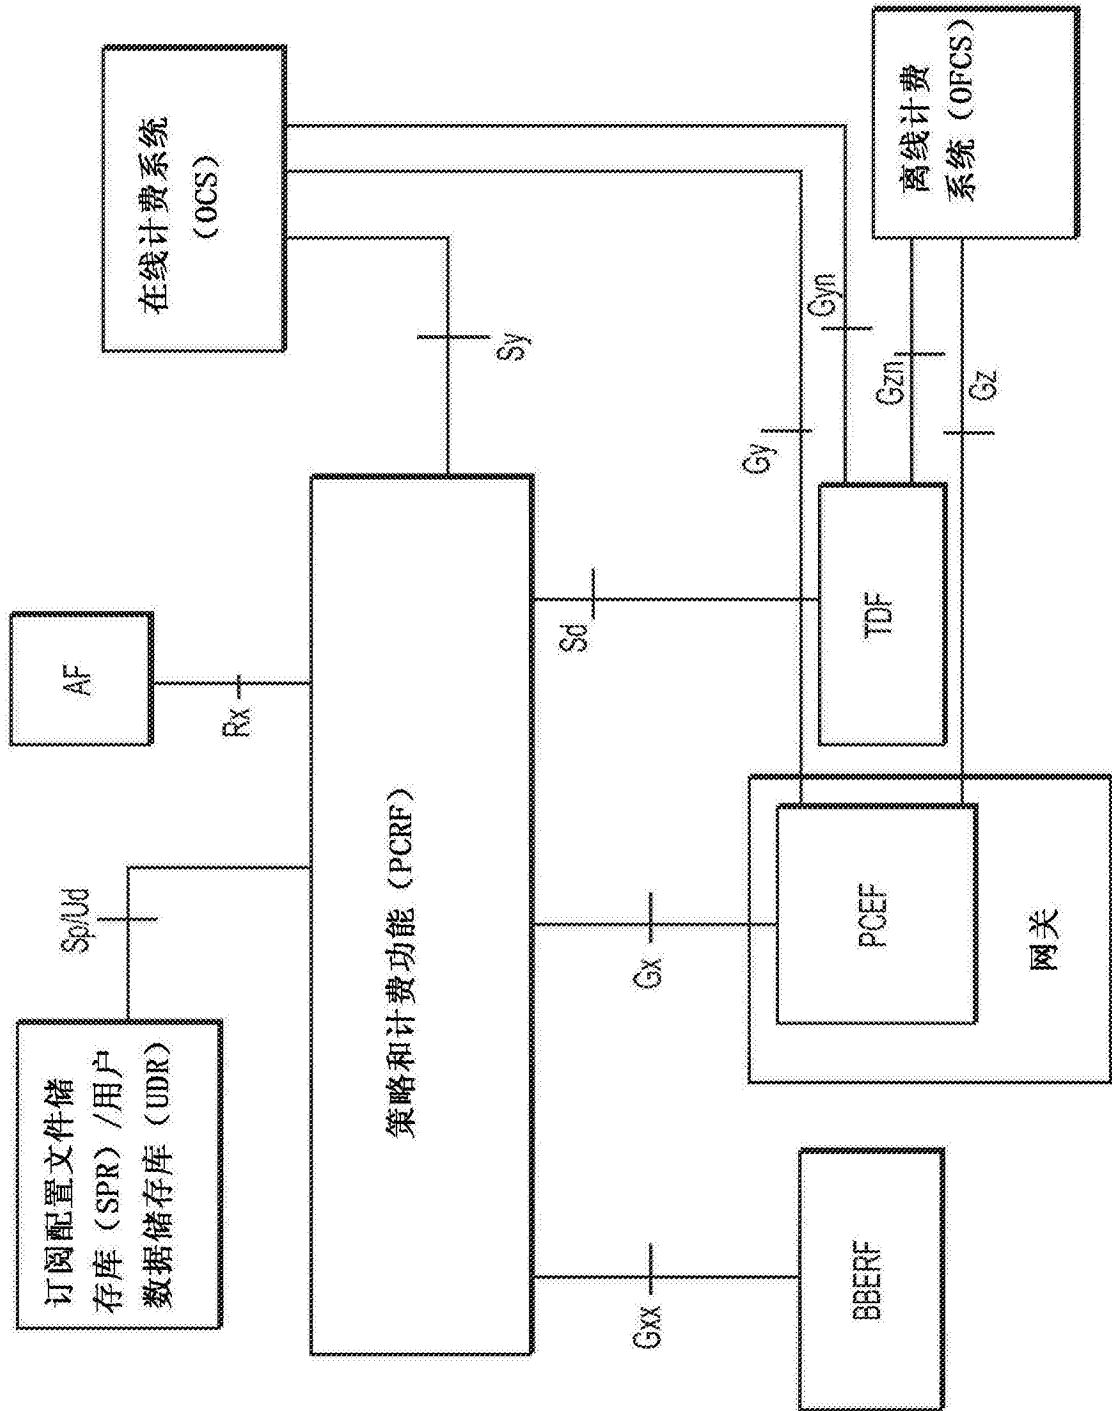 订阅配置文件储
存库（SPR）/用户
数据储存库（UDR）
Sp/Ud
AF
Rx
在线计费系统
（OCS）
Sy
策略和计费功能（PCRF）
Gxx
Gx
Sd
Gy
Gyn
Gzn
Gz
BBERF
PCEF
网关
TDF
离线计费
系统（OFCS）